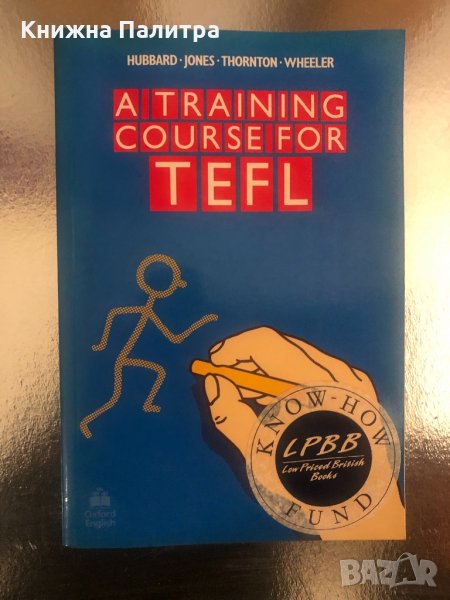 Книжна Палитра
HUBBARD · JONES · THORNTON · WHEELER
A TRAINING
COURSE FOR
TEFL
KNOW-HOW
LPBB
Low Priced British
Books
FUND
Oxford
English
BAZAR